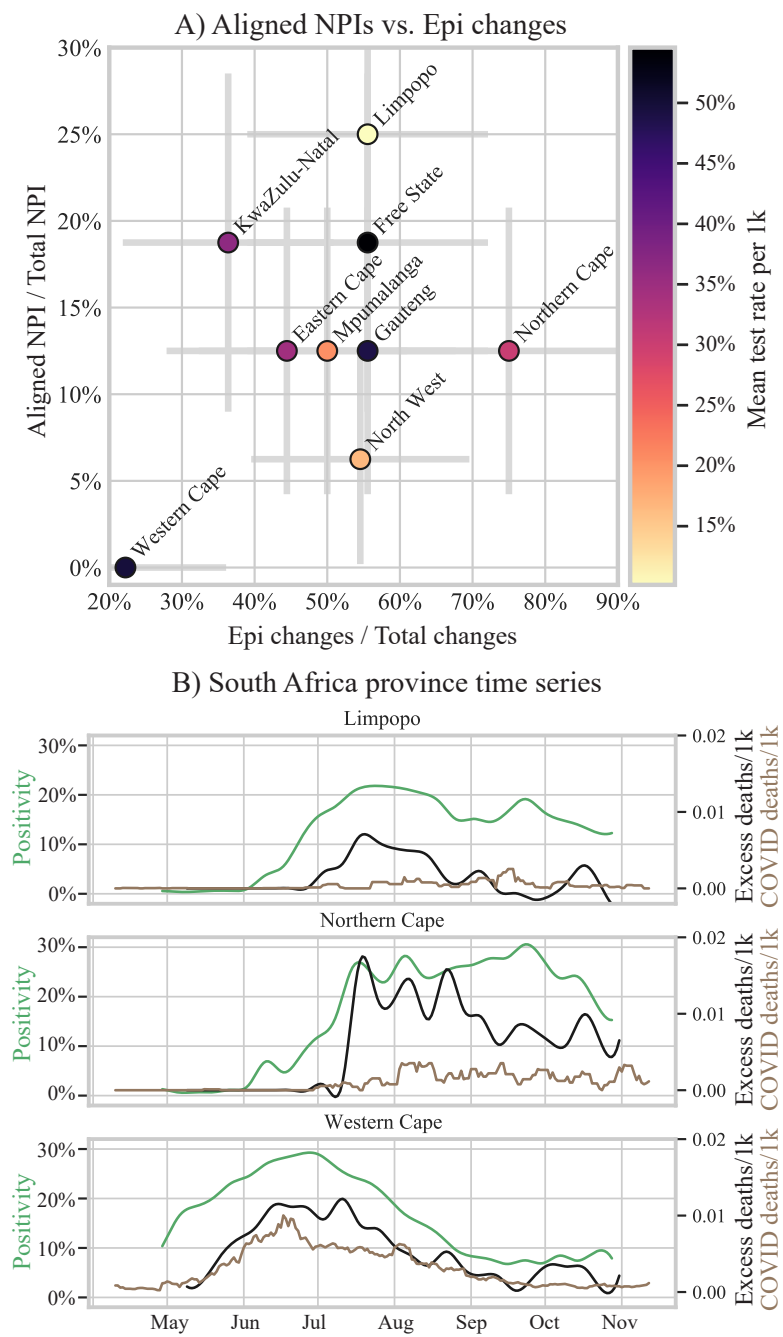 A) Aligned NPIs vs. Epi changes
30%
25%
20%
15%
10%
5%
0%
Aligned NPI / Total NPI
Limpopo
KwaZulu-Natal
Free State
Eastern Cape
Mpumalanga
Gauteng
Northern Cape
North West
Western Cape
20% 30% 40% 50% 60% 70% 80% 90%
Epi changes / Total changes
50%
45%
40%
35%
30%
25%
20%
15%
Mean test rate per 1k
B) South Africa province time series
Limpopo
30%
20%
10%
0%
Positivity
0.02
0.01
0.00
Excess deaths/1k
COVID deaths/1k
Northern Cape
30%
20%
10%
0%
Positivity
0.02
0.01
0.00
Excess deaths/1k
COVID deaths/1k
Western Cape
30%
20%
10%
0%
Positivity
0.02
0.01
0.00
Excess deaths/1k
COVID deaths/1k
May Jun Jul Aug Sep Oct Nov